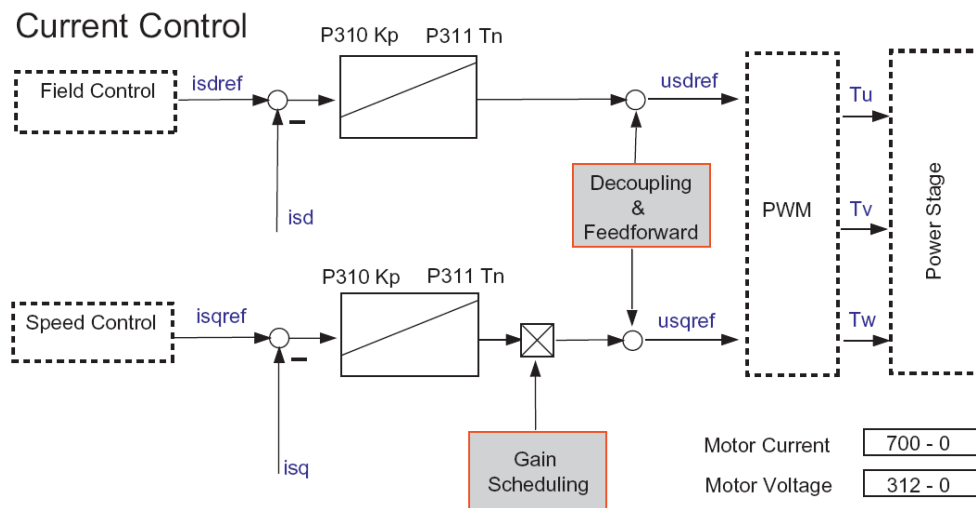 Current Control
P310 Kp P311 Tn
Field Control
isdref
usdref
Tu
isd
Decoupling
&
Feedforward
PWM
Tv
Power Stage
P310 Kp P311 Tn
Speed Control
isqref
usqref
Tw
isq
Gain
Scheduling
Motor Current 700 - 0
Motor Voltage 312 - 0